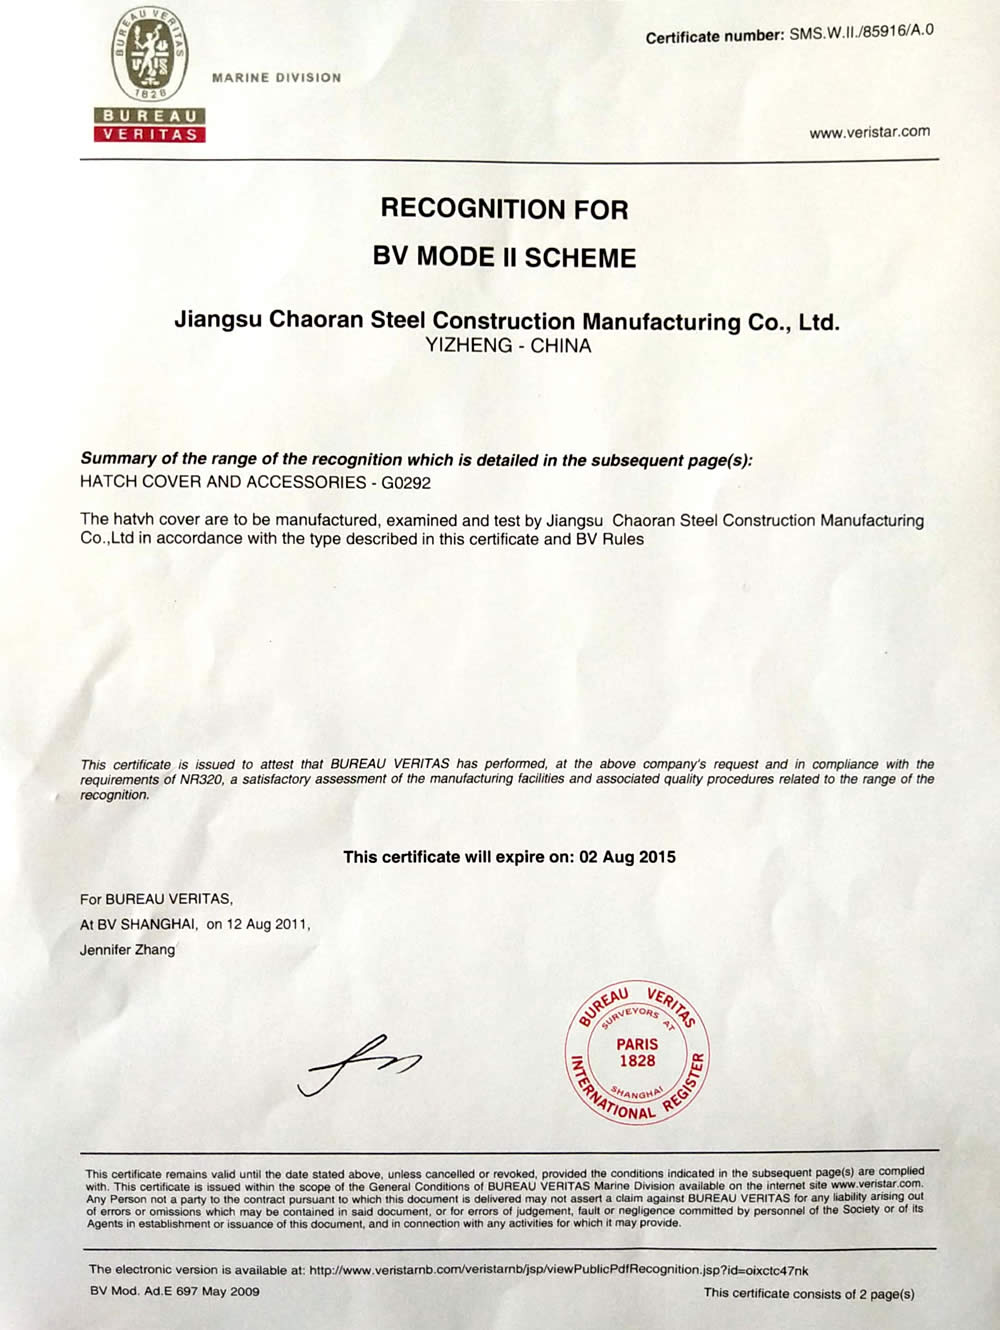 BUREAU VERITAS
1828
BUREAU
VERITAS
MARINE DIVISION
Certificate number: SMS.W.II./85916/A.0
www.veristar.com
RECOGNITION FOR
BV MODE II SCHEME
Jiangsu Chaoran Steel Construction Manufacturing Co., Ltd.
YIZHENG - CHINA
Summary of the range of the recognition which is detailed in the subsequent page(s):
HATCH COVER AND ACCESSORIES - G0292
The hatvh cover are to be manufactured, examined and test by Jiangsu Chaoran Steel Construction Manufacturing
Co.,Ltd in accordance with the type described in this certificate and BV Rules
This certificate is issued to attest that BUREAU VERITAS has performed, at the above company's request and in compliance with the
requirements of NR320, a satisfactory assessment of the manufacturing facilities and associated quality procedures related to the range of the
recognition.
This certificate will expire on: 02 Aug 2015
For BUREAU VERITAS,
At BV SHANGHAI, on 12 Aug 2011,
Jennifer Zhang
BUREAU VERITAS
SURVEYORS AT
PARIS
1828
SHANGHAI
INTERNATIONAL REGISTER
This certificate remains valid until the date stated above, unless cancelled or revoked, provided the conditions indicated in the subsequent page(s) are complied
with. This certificate is issued within the scope of the General Conditions of BUREAU VERITAS Marine Division available on the internet site www.veristar.com.
Any Person not a party to the contract pursuant to which this document is delivered may not assert a claim against BUREAU VERITAS for any liability arising out
of errors or omissions which may be contained in said document, or for errors of judgement, fault or negligence committed by personnel of the Society or of its
Agents in establishment or issuance of this document, and in connection with any activities for which it may provide.
The electronic version is available at: http://www.veristarnb.com/veristarnb/jsp/viewPublicPdfRecognition.jsp?id=oixctc47nk
BV Mod. Ad.E 697 May 2009
This certificate consists of 2 page(s)